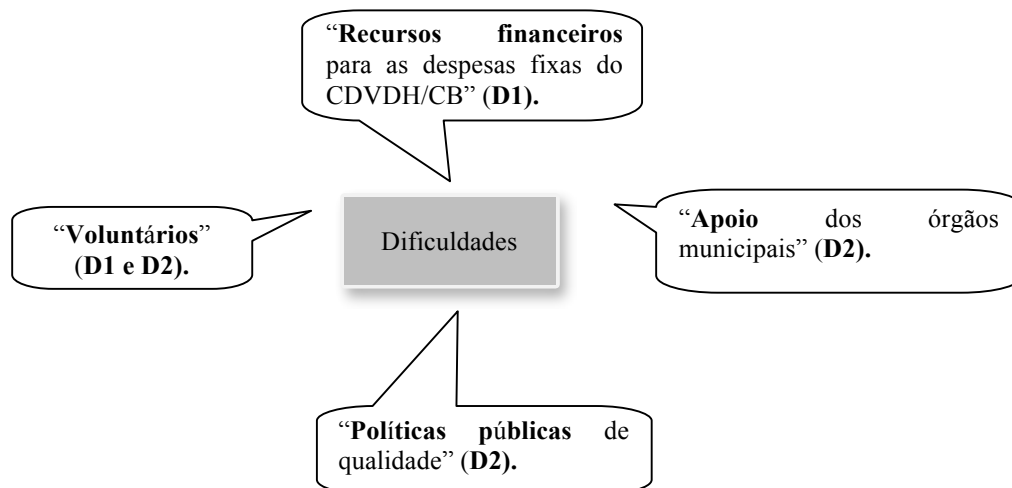 “Recursos financeiros
para as despesas fixas do
CDVDH/CB” (D1).
“Voluntários”
(D1 e D2).
Dificuldades
“Apoio dos órgãos
municipais” (D2).
“Políticas públicas de
qualidade” (D2).